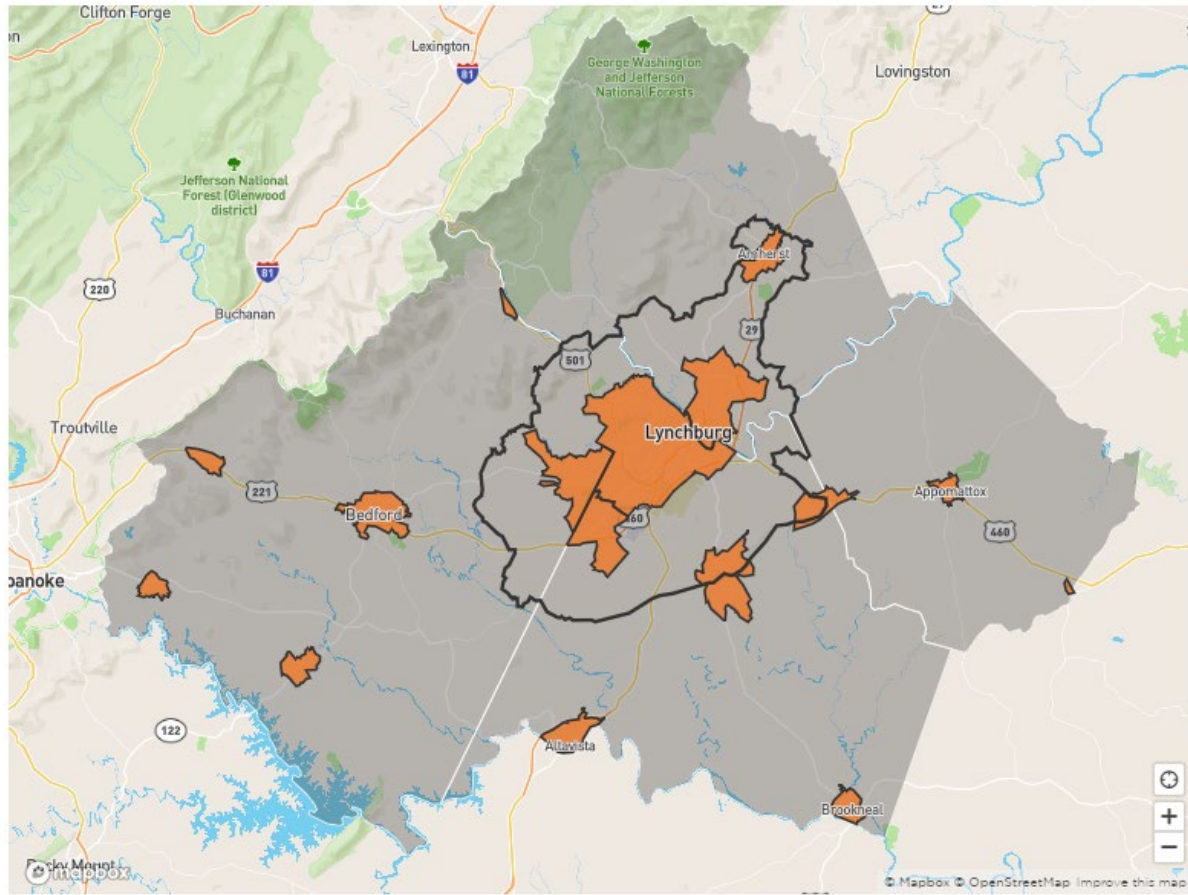 Clifton Forge
Lexington
81
George Washington
and Jefferson
National Forests
Lovingston
Jefferson National
Forest (Glenwood
district)
81
220
Buchanan
Amherst
29
501
Troutville
Lynchburg
221
Bedford
Appomattox
460
460
122
Altavista
Brookneal
mapbox
© Mapbox © OpenStreetMap Improve this map